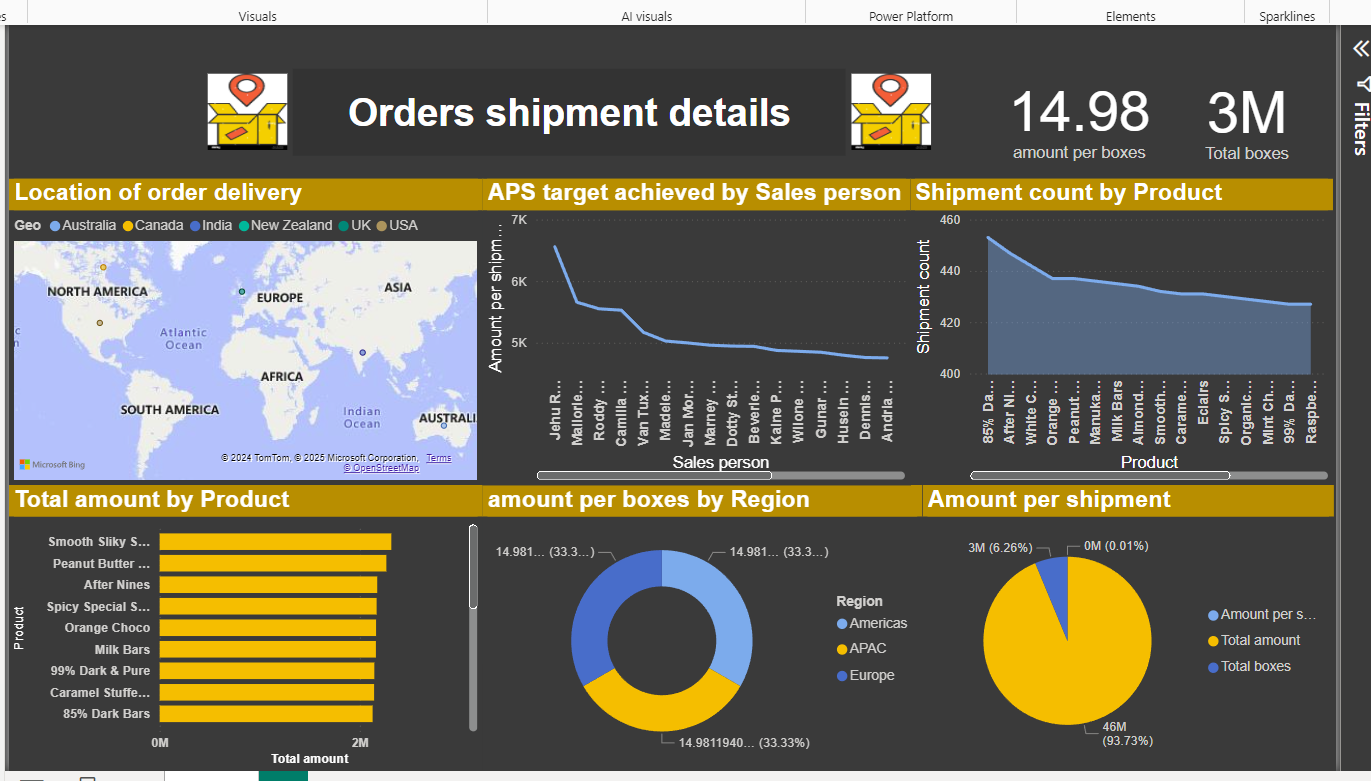 Visuals
AI visuals
Power Platform
Elements
Sparklines
Orders shipment details
14.98
amount per boxes
3M
Total boxes
Filters
Location of order delivery
Geo
Australia
Canada
India
New Zealand
UK
USA
NORTH AMERICA
EUROPE
ASIA
Atlantic
Ocean
AFRICA
SOUTH AMERICA
Indian
Ocean
AUSTRALI
Microsoft Bing
© 2024 TomTom, © 2025 Microsoft Corporation, Terms
© OpenStreetMap
APS target achieved by Sales person
Amount per shipm...
7K
6K
5K
Jehu R...
Mallorie...
Roddy ...
Camilla ...
Van Tux...
Madele...
Jan Mor...
Marney ...
Dotty St...
Beverie...
Kaine P...
Wilone ...
Gunar ...
Husein ...
Dennis...
Andria ...
Sales person
Shipment count by Product
Shipment count
460
440
420
400
85% Da...
After Ni...
White C...
Orange ...
Peanut...
Manuka...
Milk Bars
Almond...
Smooth...
Carame...
Eclairs
Spicy S...
Organic...
Mint Ch...
99% Da...
Raspbe...
Product
Total amount by Product
Product
Smooth Sliky S...
Peanut Butter ...
After Nines
Spicy Special S...
Orange Choco
Milk Bars
99% Dark & Pure
Caramel Stuffe...
85% Dark Bars
0M
2M
Total amount
amount per boxes by Region
14.981... (33.3...)
14.981... (33.3...)
14.9811940... (33.33%)
Region
Americas
APAC
Europe
Amount per shipment
3M (6.26%)
0M (0.01%)
46M
(93.73%)
Amount per s...
Total amount
Total boxes